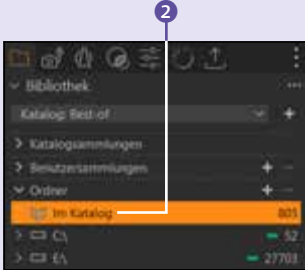 2
Bibliothek
Katalog: Best-of
Katalogsammlungen
Benutzersammlungen
Ordner
Im Katalog 805
C:\ 52
E:\ 27703